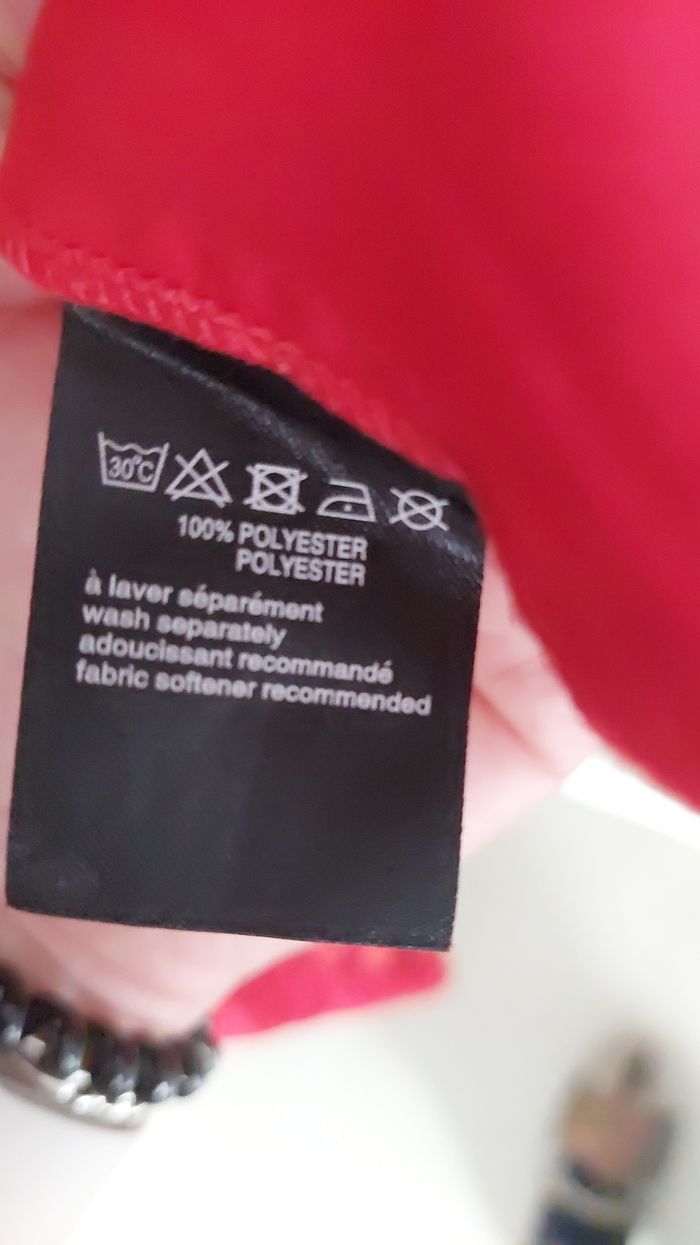 30°C
100% POLYESTER
POLYESTER
à laver séparément
wash separately
adoucissant recommandé
fabric softener recommended